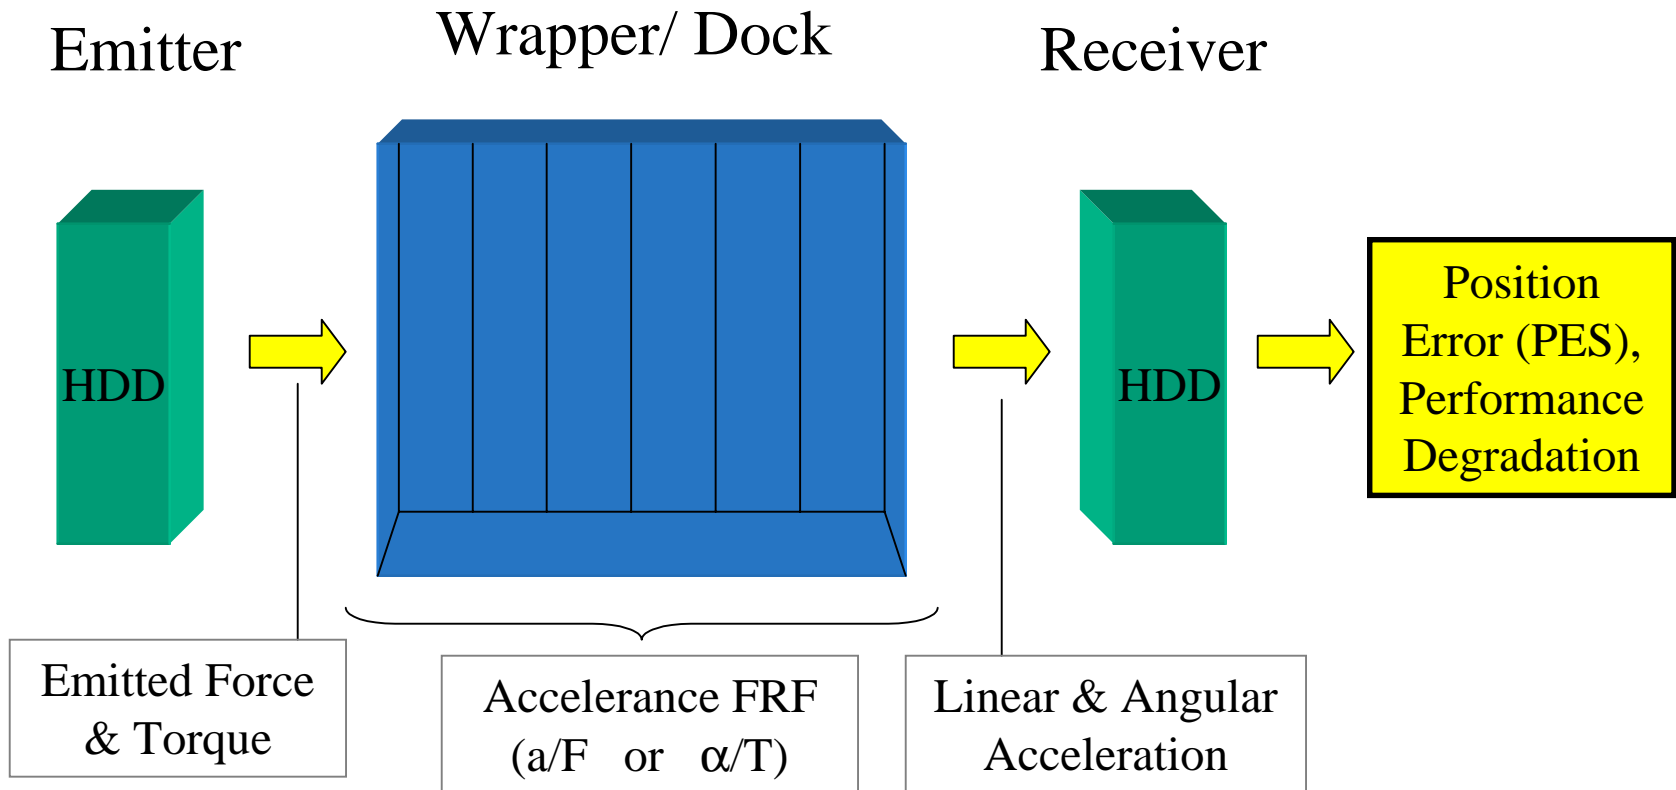 Emitter
Wrapper/ Dock
Receiver
HDD
HDD
Position
Error (PES),
Performance
Degradation
Emitted Force
& Torque
Accelerance FRF
(a/F or α/T)
Linear & Angular
Acceleration